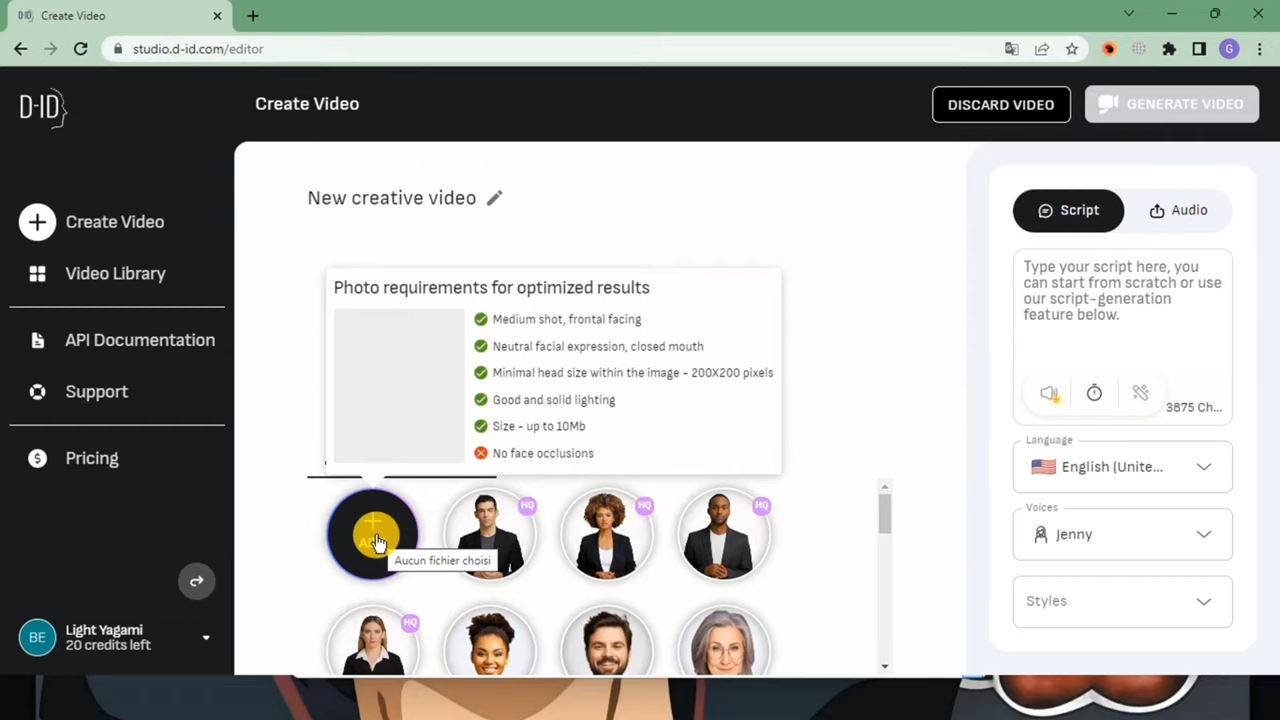 D-ID Create Video
studio.d-id.com/editor
G
D-ID
Create Video
DISCARD VIDEO
GENERATE VIDEO
Create Video
Video Library
API Documentation
Support
Pricing
BE
Light Yagami
20 credits left
New creative video
Photo requirements for optimized results
Medium shot, frontal facing
Neutral facial expression, closed mouth
Minimal head size within the image - 200X200 pixels
Good and solid lighting
Size - up to 10Mb
No face occlusions
Aucun fichier choisi
HQ
HQ
HQ
HQ
Script
Audio
Type your script here, you
can start from scratch or use
our script-generation
feature below.
3875 Ch...
Language
English (Unite...
Voices
Jenny
Styles